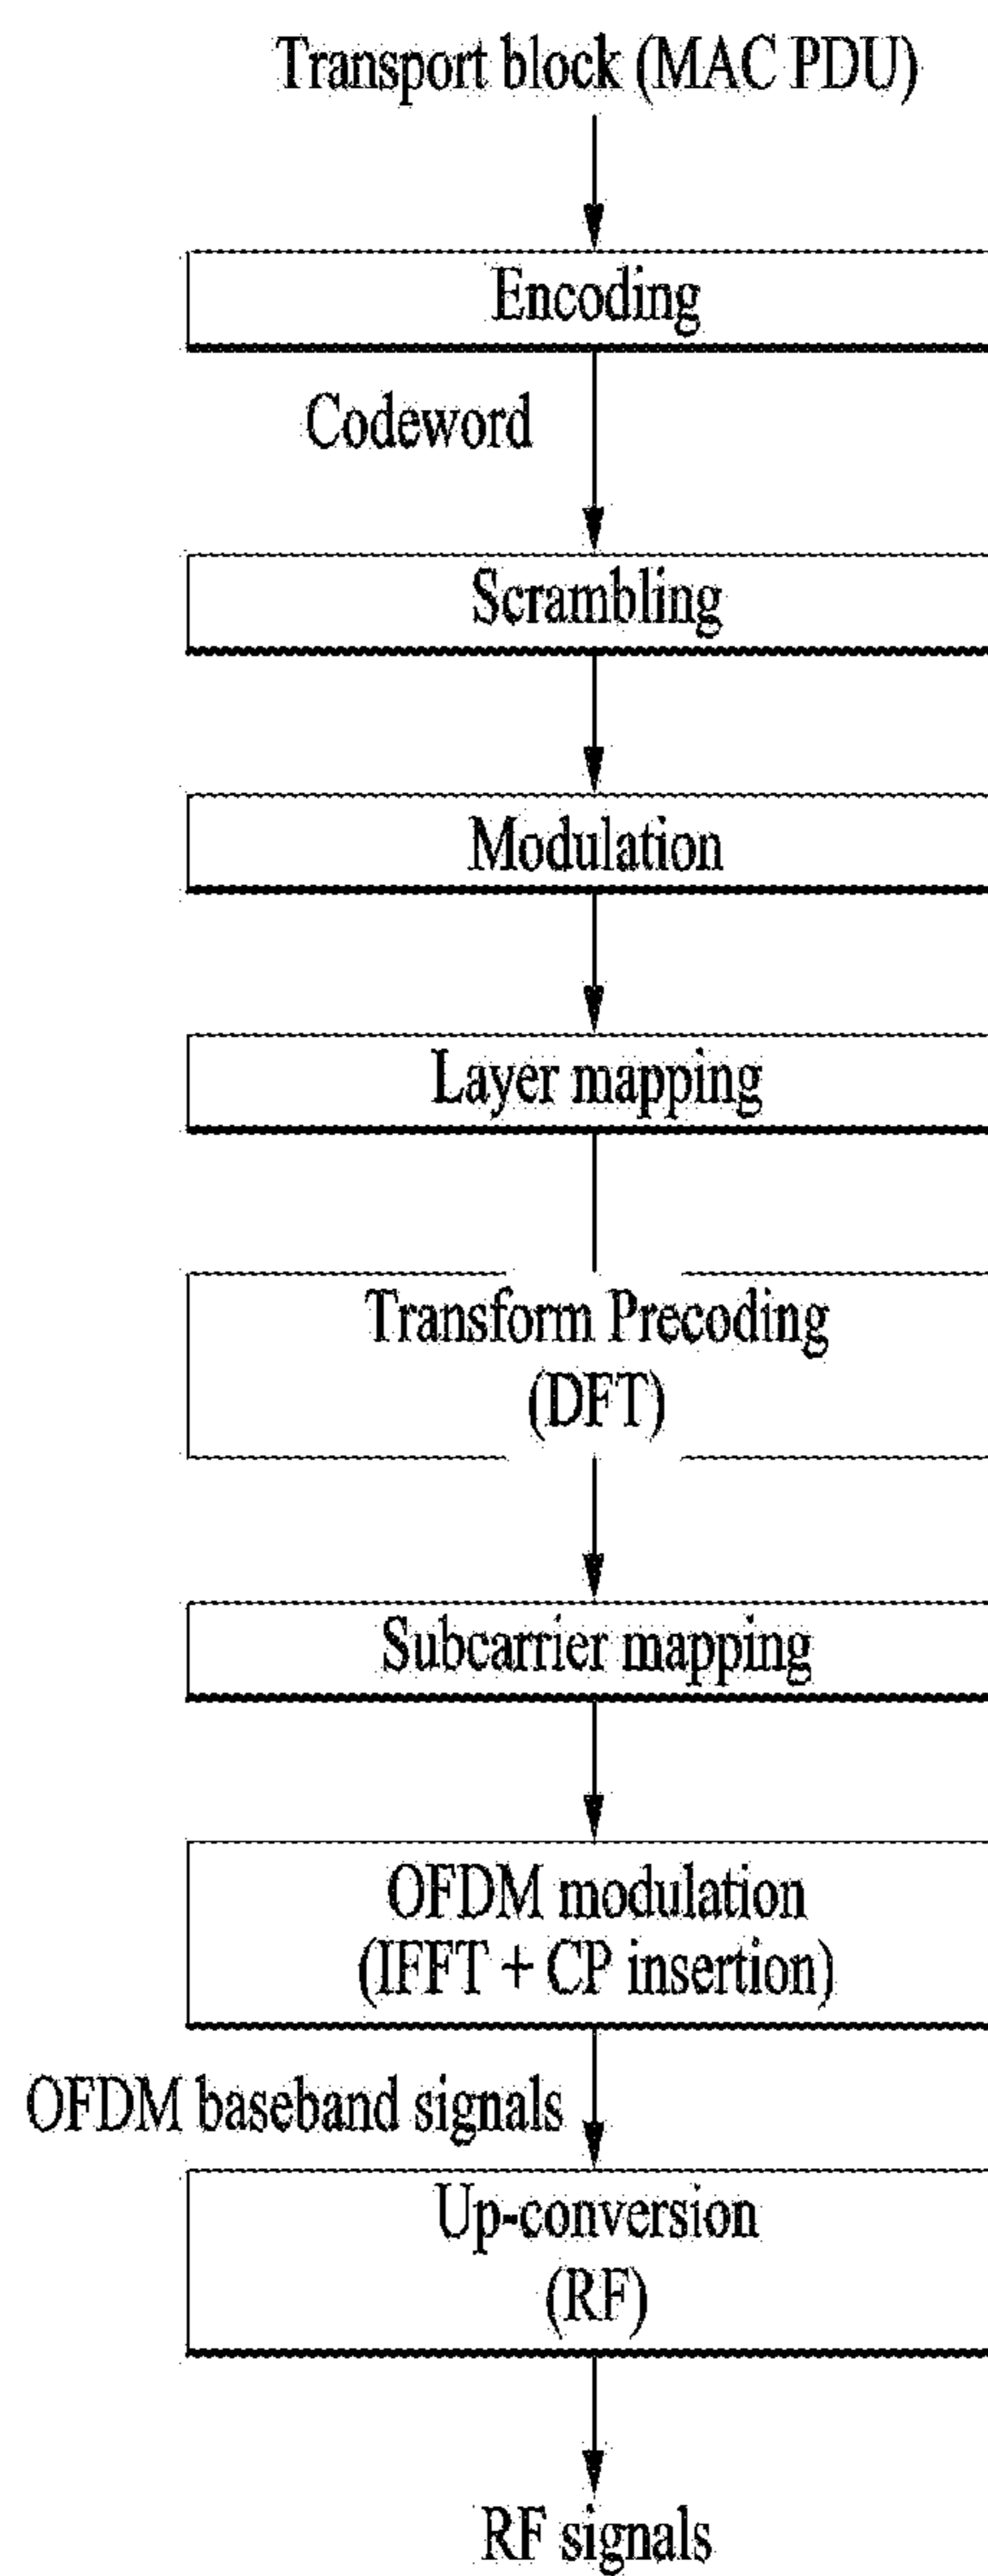 Transport block (MAC PDU)
Encoding
Codeword
Scrambling
Modulation
Layer mapping
Transform Precoding
(DFT)
Subcarrier mapping
OFDM modulation
(IFFT + CP insertion)
OFDM baseband signals
Up-conversion
(RF)
RF signals